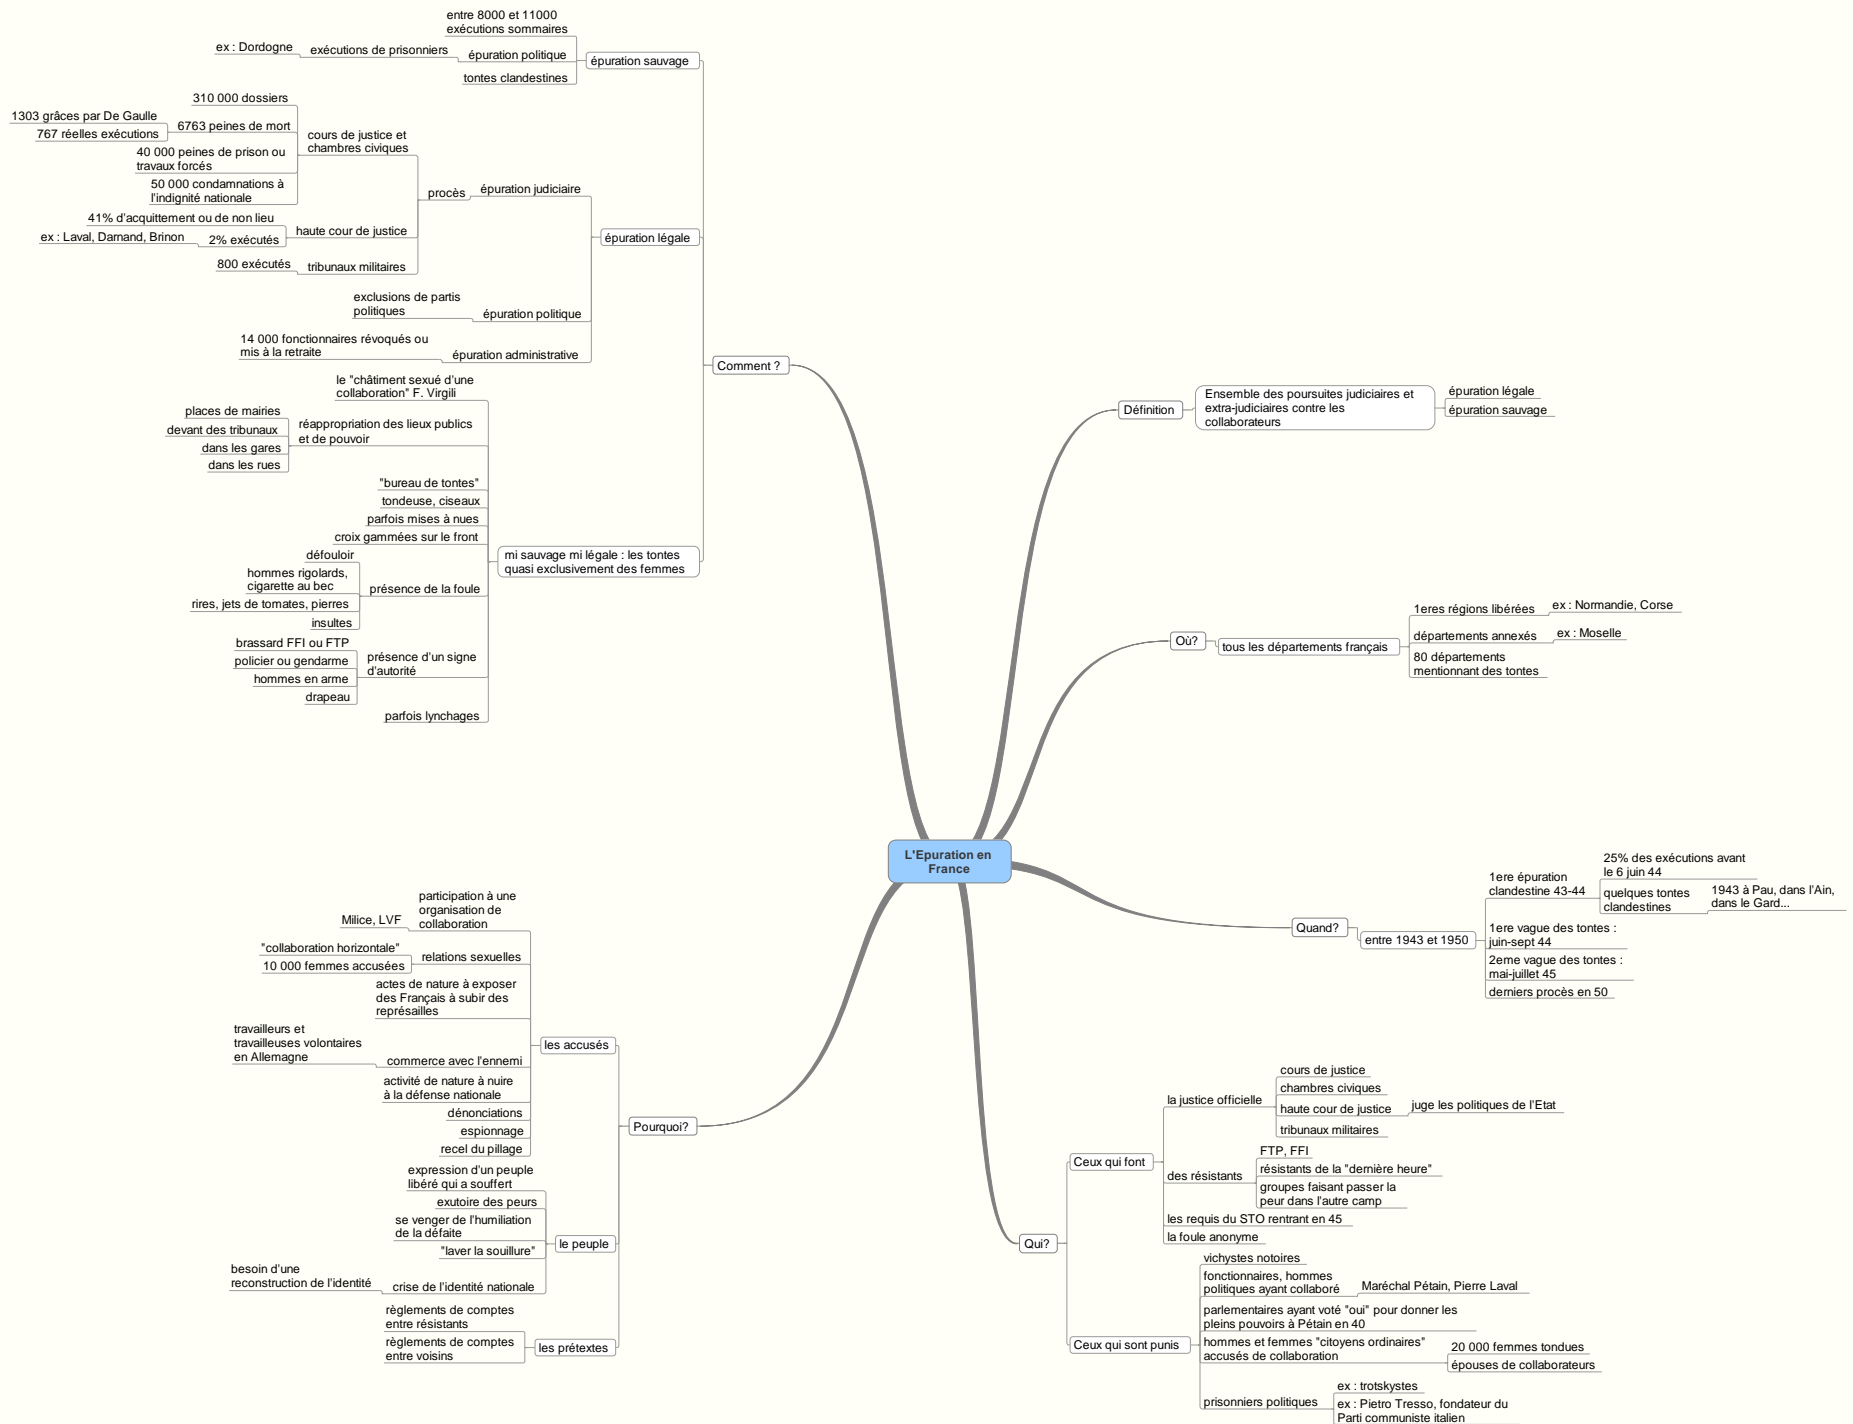 L'Epuration en
France
Comment ?
épuration sauvage
entre 8000 et 11000
exécutions sommaires
épuration politique
exécutions de prisonniers
ex : Dordogne
tontes clandestines
épuration légale
épuration judiciaire
procès
cours de justice et
chambres civiques
310 000 dossiers
6763 peines de mort
1303 grâces par De Gaulle
767 réelles exécutions
40 000 peines de prison ou
travaux forcés
50 000 condamnations à
l'indignité nationale
haute cour de justice
41% d'acquittement ou de non lieu
2% exécutés
ex : Laval, Darnand, Brinon
tribunaux militaires
800 exécutés
épuration politique
exclusions de partis
politiques
épuration administrative
14 000 fonctionnaires révoqués ou
mis à la retraite
mi sauvage mi légale : les tontes
quasi exclusivement des femmes
le "châtiment sexué d'une
collaboration" F. Virgili
réappropriation des lieux publics
et de pouvoir
places de mairies
devant des tribunaux
dans les gares
dans les rues
"bureau de tontes"
tondeuse, ciseaux
parfois mises à nues
croix gammées sur le front
présence de la foule
défouloir
hommes rigolards,
cigarette au bec
rires, jets de tomates, pierres
insultes
présence d'un signe
d'autorité
brassard FFI ou FTP
policier ou gendarme
hommes en arme
drapeau
parfois lynchages
Définition
Ensemble des poursuites judiciaires et
extra-judiciaires contre les
collaborateurs
épuration légale
épuration sauvage
Où?
tous les départements français
1eres régions libérées
ex : Normandie, Corse
départements annexés
ex : Moselle
80 départements
mentionnant des tontes
Quand?
entre 1943 et 1950
1ere épuration
clandestine 43-44
25% des exécutions avant
le 6 juin 44
quelques tontes
clandestines
1943 à Pau, dans l'Ain,
dans le Gard...
1ere vague des tontes :
juin-sept 44
2eme vague des tontes :
mai-juillet 45
derniers procès en 50
Qui?
Ceux qui font
la justice officielle
cours de justice
chambres civiques
haute cour de justice
juge les politiques de l'Etat
tribunaux militaires
des résistants
FTP, FFI
résistants de la "dernière heure"
groupes faisant passer la
peur dans l'autre camp
les requis du STO rentrant en 45
la foule anonyme
Ceux qui sont punis
vichystes notoires
fonctionnaires, hommes
politiques ayant collaboré
Maréchal Pétain, Pierre Laval
parlementaires ayant voté "oui" pour donner les
pleins pouvoirs à Pétain en 40
hommes et femmes "citoyens ordinaires"
accusés de collaboration
20 000 femmes tondues
épouses de collaborateurs
prisonniers politiques
ex : trotskystes
ex : Pietro Tresso, fondateur du
Parti communiste italien
Pourquoi?
les accusés
participation à une
organisation de
collaboration
Milice, LVF
relations sexuelles
"collaboration horizontale"
10 000 femmes accusées
actes de nature à exposer
des Français à subir des
représailles
commerce avec l'ennemi
travailleurs et
travailleuses volontaires
en Allemagne
activité de nature à nuire
à la défense nationale
dénonciations
espionnage
recel du pillage
le peuple
expression d'un peuple
libéré qui a souffert
exutoire des peurs
se venger de l'humiliation
de la défaite
"laver la souillure"
crise de l'identité nationale
besoin d'une
reconstruction de l'identité
les prétextes
règlements de comptes
entre résistants
règlements de comptes
entre voisins